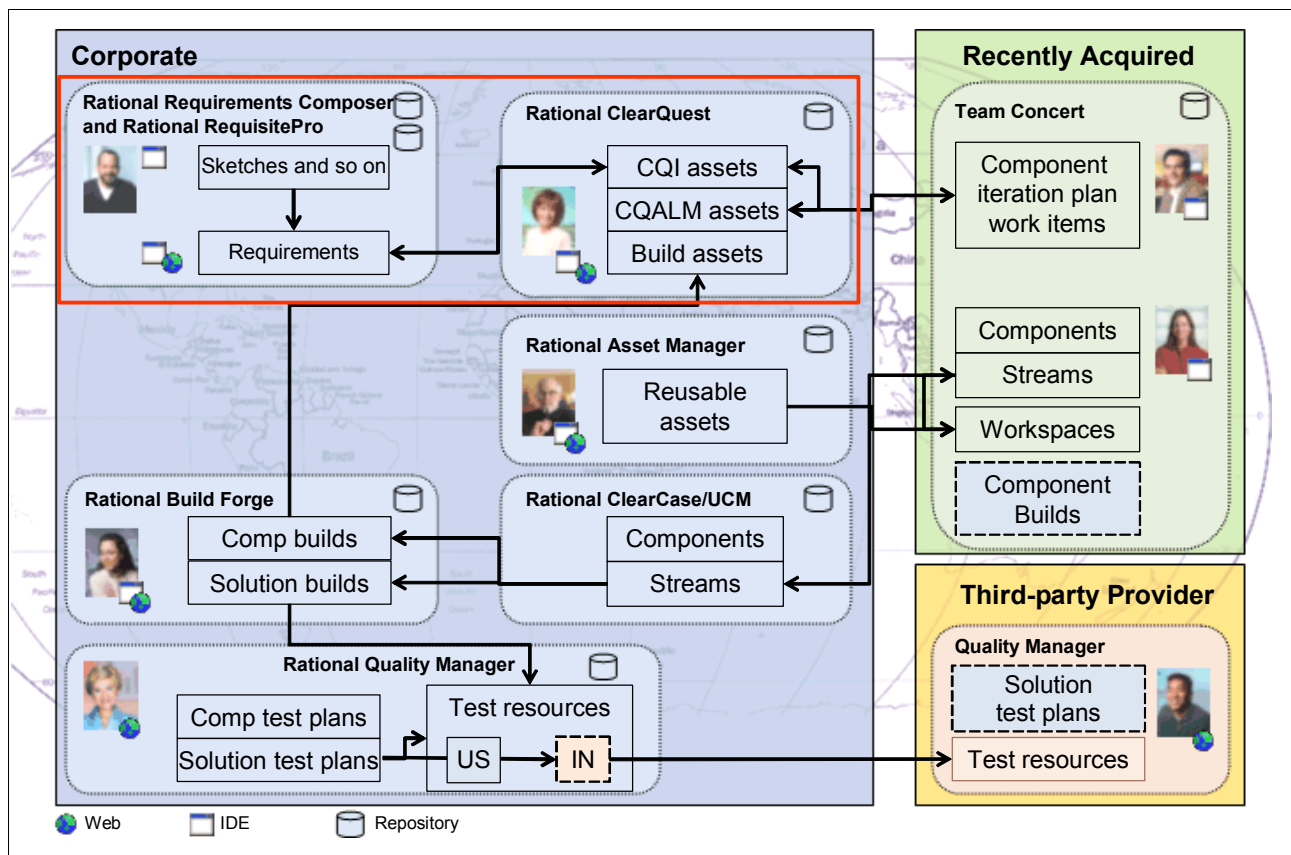 Corporate
Rational Requirements Composer
and Rational RequisitePro
Sketches and so on
Requirements
Rational ClearQuest
CQI assets
CQALM assets
Build assets
Rational Asset Manager
Reusable
assets
Rational Build Forge
Comp builds
Solution builds
Rational ClearCase/UCM
Components
Streams
Rational Quality Manager
Comp test plans
Solution test plans
Test resources
US
IN
Recently Acquired
Team Concert
Component
iteration plan
work items
Components
Streams
Workspaces
Component
Builds
Third-party Provider
Quality Manager
Solution
test plans
Test resources
Web
IDE
Repository